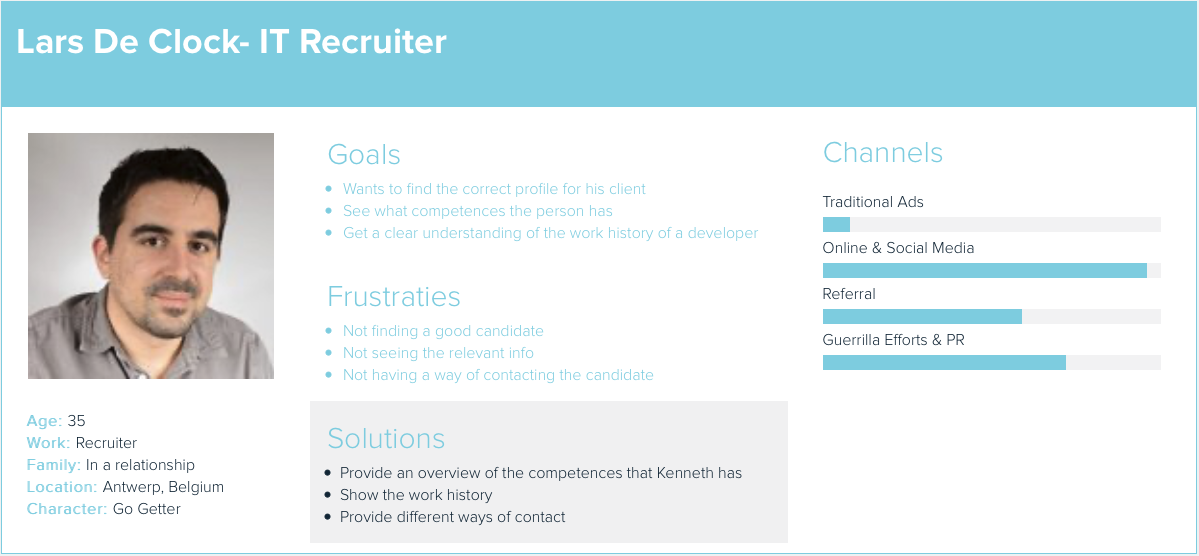 Lars De Clock- IT Recruiter
Age: 35
Work: Recruiter
Family: In a relationship
Location: Antwerp, Belgium
Character: Go Getter
Goals
Wants to find the correct profile for his client
See what competences the person has
Get a clear understanding of the work history of a developer
Frustraties
Not finding a good candidate
Not seeing the relevant info
Not having a way of contacting the candidate
Solutions
Provide an overview of the competences that Kenneth has
Show the work history
Provide different ways of contact
Channels
Traditional Ads
Online & Social Media
Referral
Guerrilla Efforts & PR